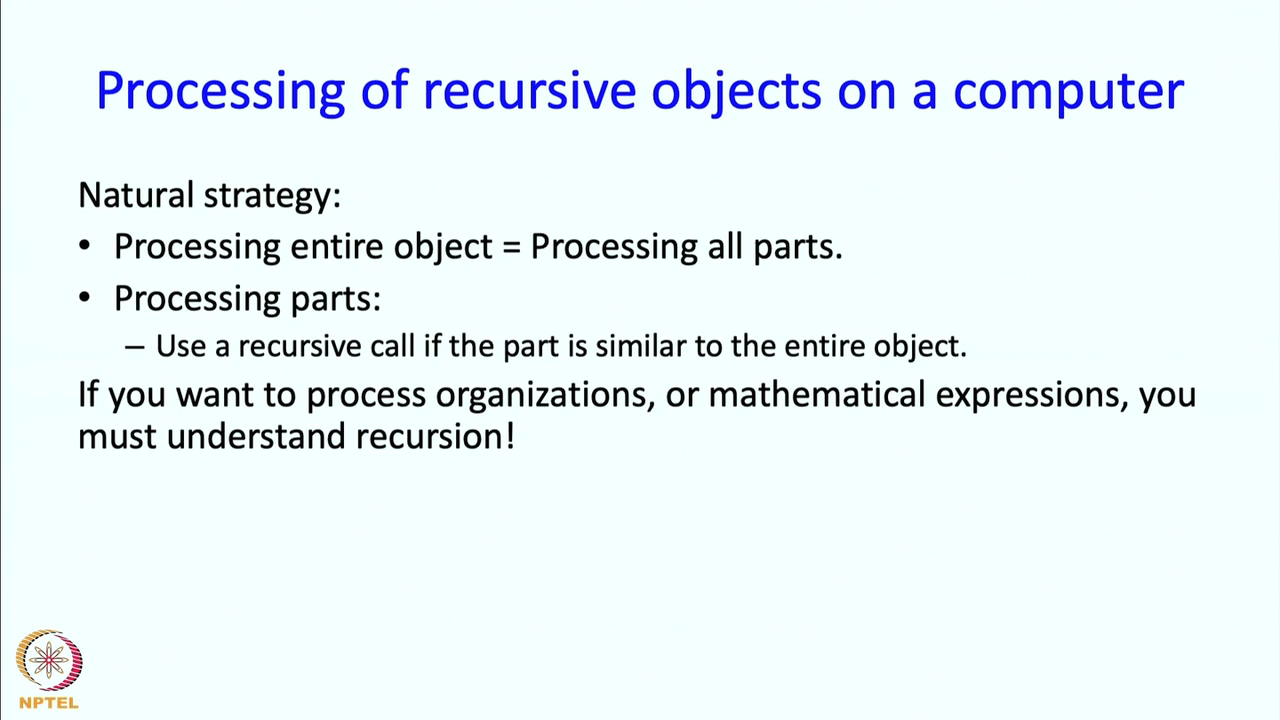 Processing of recursive objects on a computer
Natural strategy:
• Processing entire object = Processing all parts.
• Processing parts:
– Use a recursive call if the part is similar to the entire object.
If you want to process organizations, or mathematical expressions, you
must understand recursion!
NPTEL